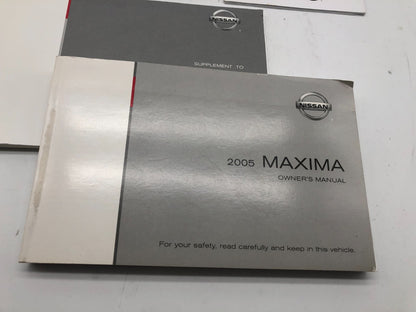 NISSAN
SUPPLEMENT TO
NISSAN
2005 MAXIMA
OWNER'S MANUAL
For your safety, read carefully and keep in this vehicle.